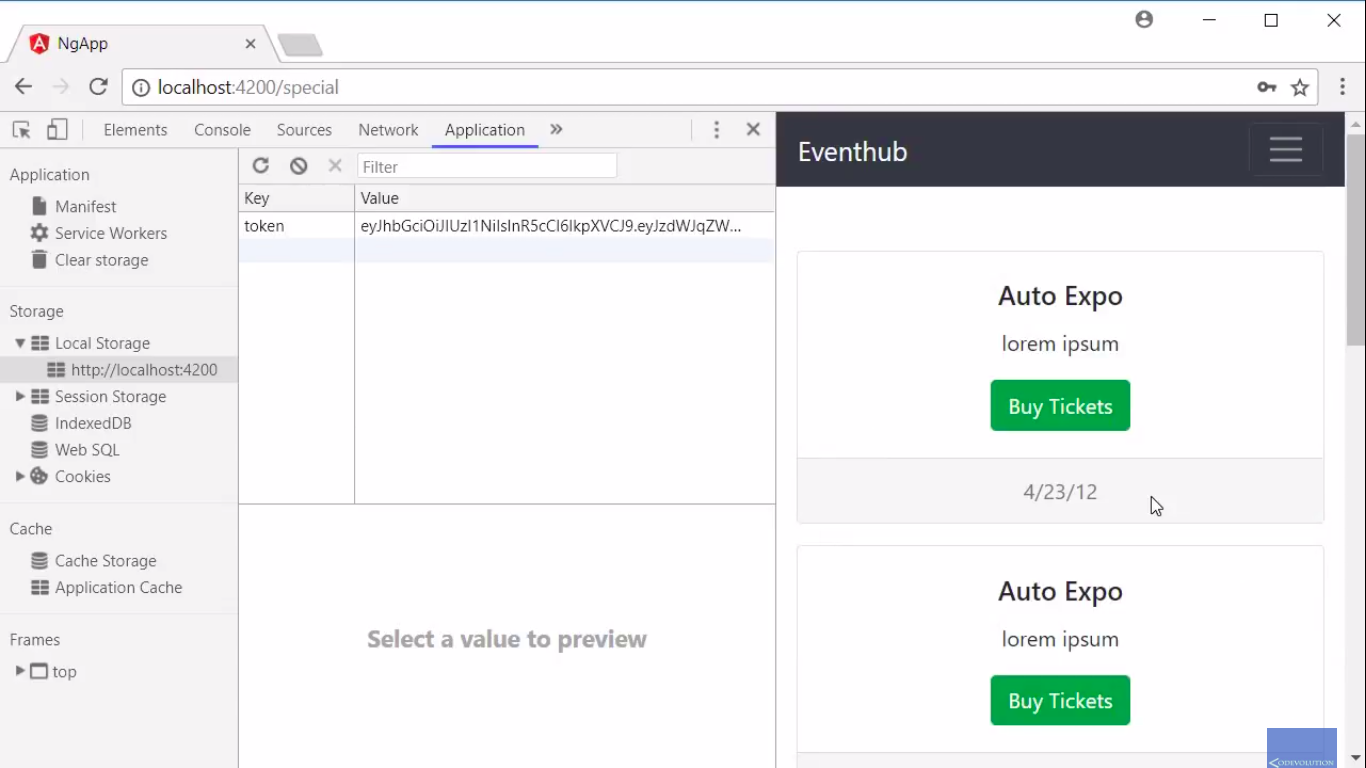 NgApp
localhost:4200/special
Elements Console Sources Network Application
Application
Manifest
Service Workers
Clear storage
Storage
Local Storage
http://localhost:4200
Session Storage
IndexedDB
Web SQL
Cookies
Cache
Cache Storage
Application Cache
Frames
top
Filter
Key Value
token eyJhbGciOiJIUzI1NiIsInR5cCI6IkpXVCJ9.eyJzdWJqZW...
Select a value to preview
Eventhub
Auto Expo
lorem ipsum
Buy Tickets
4/23/12
Auto Expo
lorem ipsum
Buy Tickets
CODEVOLUTION